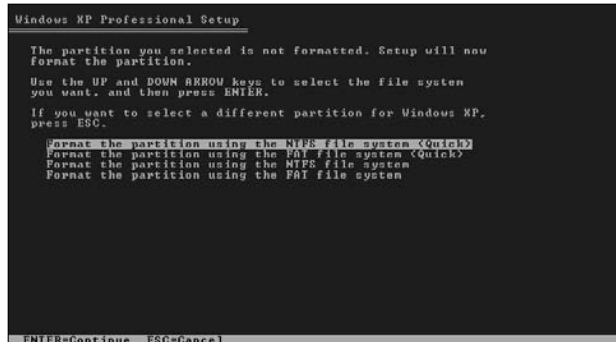 Windows XP Professional Setup
The partition you selected is not formatted. Setup will now
format the partition.
Use the UP and DOWN ARROW keys to select the file system
you want, and then press ENTER.
If you want to select a different partition for Windows XP,
press ESC.
Format the partition using the NTFS file system <Quick>
Format the partition using the FAT file system <Quick>
Format the partition using the NTFS file system
Format the partition using the FAT file system
ENTER=Continue ESC=Cancel